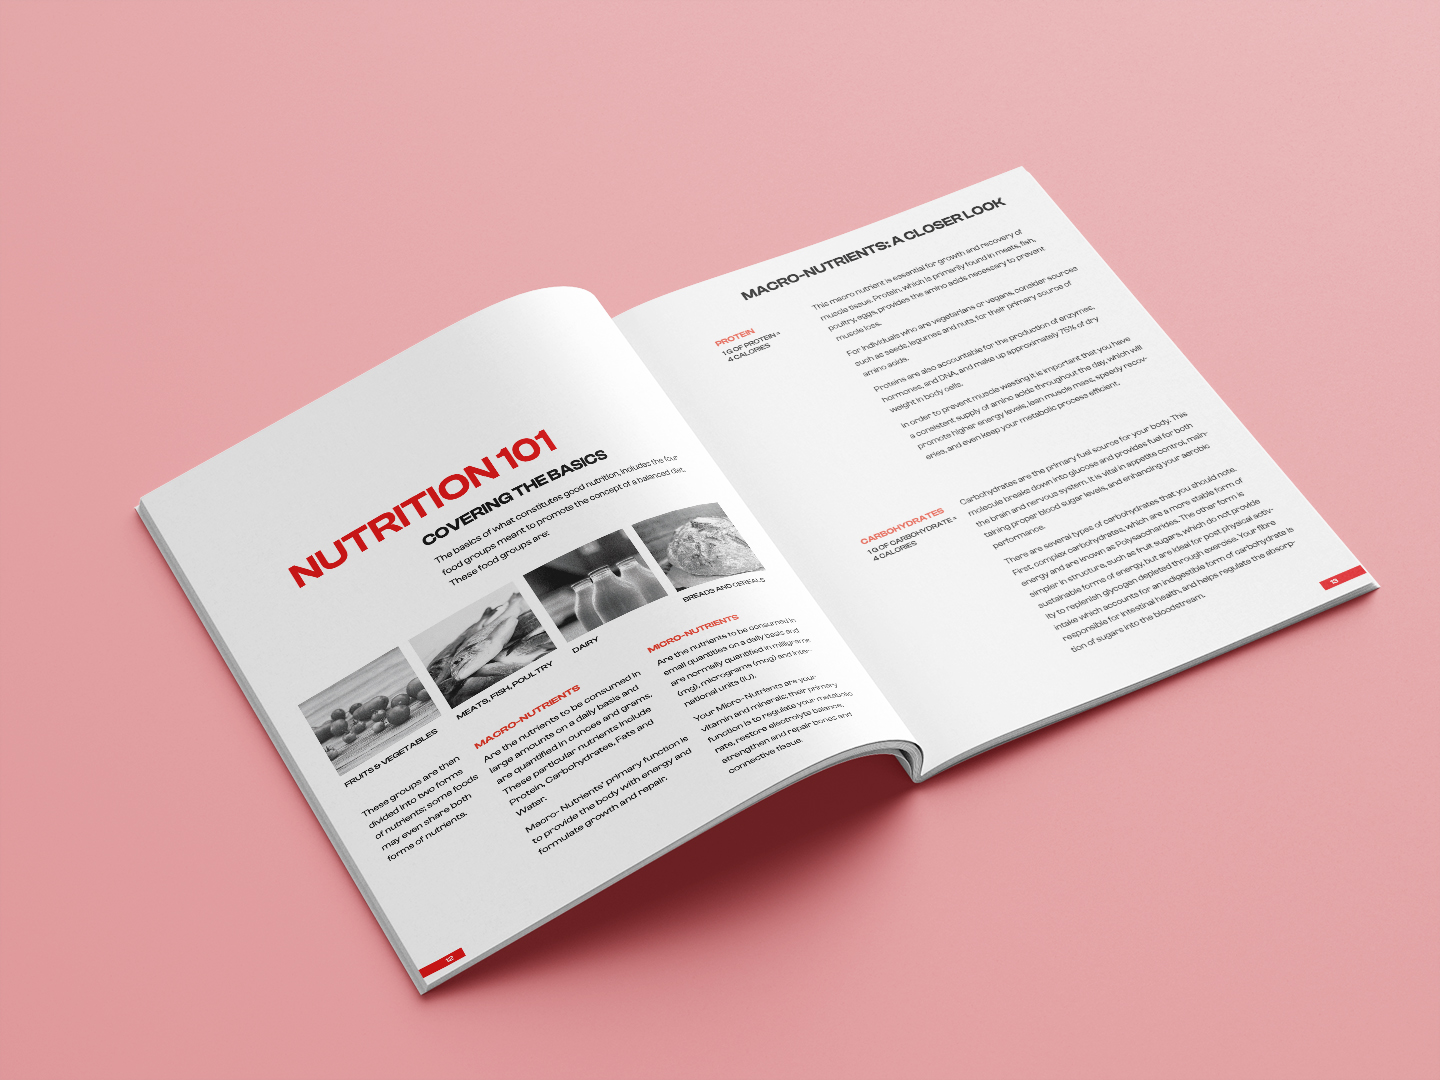 NUTRITION 101
COVERING THE BASICS
The basics of what constitutes good nutrition, includes the four
food groups meant to promote the concept of a balanced diet.
These food groups are:
FRUITS & VEGETABLES
MEATS, FISH, POULTRY
DAIRY
BREADS AND CEREALS
These groups are then
divided into two forms
of nutrients; some foods
may even share both
forms of nutrients.
MACRO-NUTRIENTS
Are the nutrients to be consumed in
large amounts on a daily basis and
are quantified in ounces and grams.
These particular nutrients include
Protein, Carbohydrates, Fats and
Water.
Macro- Nutrients' primary function is
to provide the body with energy and
formulate growth and repair.
MICRO-NUTRIENTS
Are the nutrients to be consumed in
small quantities on a daily basic and
are normally quantified in milligrams
(mg), micrograms (mcg) and inter-
national units (IU).
Your Micro- Nutrients are your
vitamin and minerals; their primary
function is to regulate your metabolic
rate, restore electrolyte balance,
strengthen and repair bones and
connective tissue.
12
MACRO-NUTRIENTS: A CLOSER LOOK
PROTEIN
1 G OF PROTEIN =
4 CALORIES
This macro nutrient is essential for growth and recovery of
muscle tissue. Protein, which is primarily found in meats, fish,
poultry, eggs, provides the amino acids necessary to prevent
muscle loss.
For individuals who are vegetarians or vegans, consider sources
such as seeds, legumes and nuts, for their primary source of
amino acids.
Proteins are also accountable for the production of enzymes,
hormones, and DNA, and make up approximately 75% of dry
weight in body cells.
In order to prevent muscle wasting it is important that you have
a consistent supply of amino acids throughout the day, which will
promote higher energy levels, lean muscle mass, speedy recov-
eries, and even keep your metabolic process efficient.
CARBOHYDRATES
1 G OF CARBOHYDRATE =
4 CALORIES
Carbohydrates are the primary fuel source for your body. This
molecule breaks down into glucose and provides fuel for both
the brain and nervous system. It is vital in appetite control, main-
taining proper blood sugar levels, and enhancing your aerobic
performance.
There are several types of carbohydrates that you should note.
First, complex carbohydrates, which are a more stable form of
energy and are known as Polysaccharides. The other form is
simpler in structure, such as fruit sugars, which do not provide
sustainable forms of energy, but are ideal for post physical activ-
ity to replenish glycogen depleted through exercise. Your fibre
intake which accounts for an indigestible form of carbohydrate is
responsible for intestinal health, and helps regulate the absorp-
tion of sugars into the bloodstream.
13